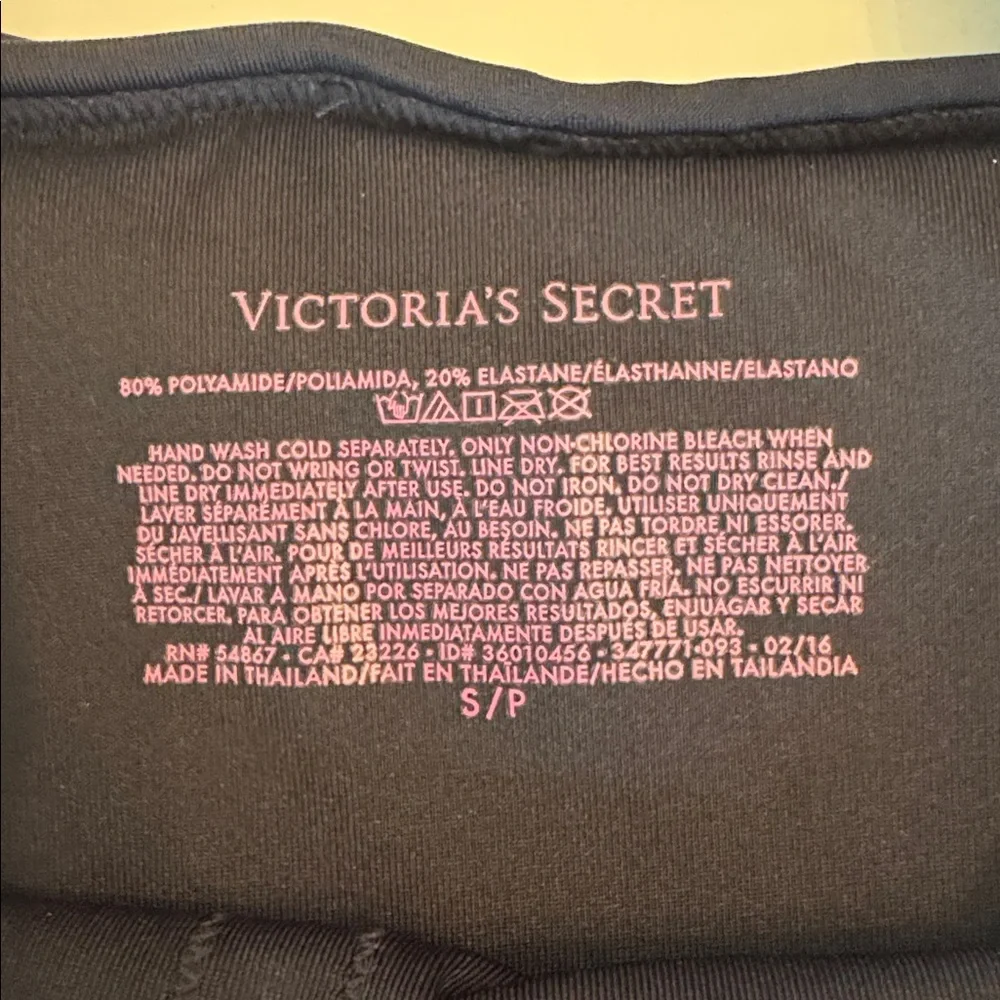 VICTORIA'S SECRET
80% POLYAMIDE/POLIAMIDA, 20% ELASTANE/ÉLASTHANNE/ELASTANO
HAND WASH COLD SEPARATELY. ONLY NON-CHLORINE BLEACH WHEN
NEEDED. DO NOT WRING OR TWIST. LINE DRY. FOR BEST RESULTS RINSE AND
LINE DRY IMMEDIATELY AFTER USE. DO NOT IRON. DO NOT DRY CLEAN./
LAVER SÉPARÉMENT À LA MAIN, À L'EAU FROIDE. UTILISER UNIQUEMENT
DU JAVELLISANT SANS CHLORE, AU BESOIN. NE PAS TORDRE NI ESSORER.
SÉCHER À L'AIR. POUR DE MEILLEURS RÉSULTATS RINCER ET SÉCHER À L'AIR
IMMÉDIATEMENT APRÈS L'UTILISATION. NE PAS REPASSER. NE PAS NETTOYER
À SEC./ LAVAR A MANO POR SEPARADO CON AGUA FRÍA. NO ESCURRIR NI
RETORCER. PARA OBTENER LOS MEJORES RESULTADOS, ENJUAGAR Y SECAR
AL AIRE LIBRE INMEDIATAMENTE DESPUÉS DE USAR.
RN# 54867 • CA# 23226 • ID# 36010456 • 347771-093 • 02/16
MADE IN THAILAND/FAIT EN THAÏLANDE/HECHO EN TAILANDIA
S/P